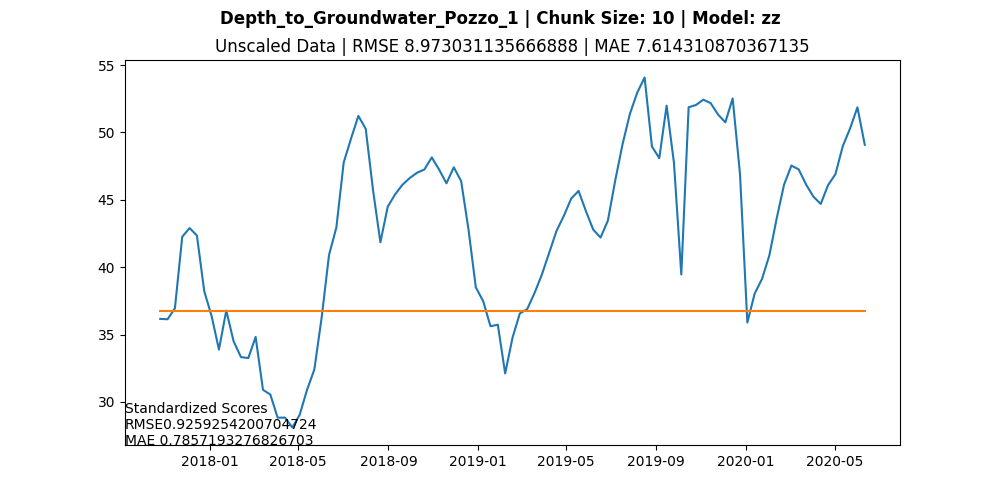 Depth_to_Groundwater_Pozzo_1 | Chunk Size: 10 | Model: zz
Unscaled Data | RMSE 8.973031135666888 | MAE 7.614310870367135
55
50
45
40
35
30
Standardized Scores
RMSE0.9259254200704724
MAE 0.7857193276826703
2018-01 2018-05 2018-09 2019-01 2019-05 2019-09 2020-01 2020-05